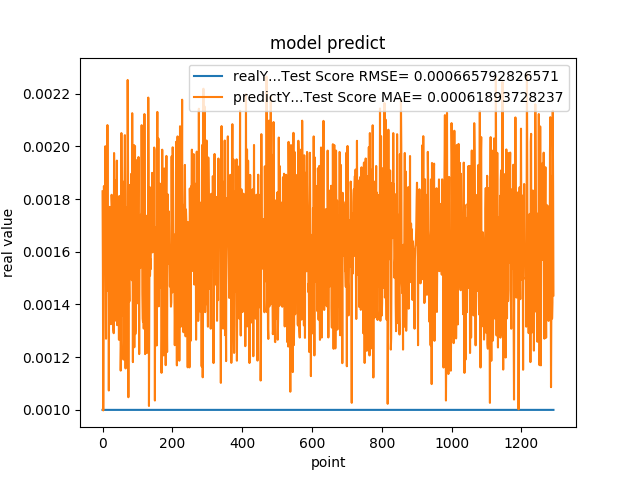 model predict
realY...Test Score RMSE= 0.000665792826571
predictY...Test Score MAE= 0.00061893728237
real value
0.0022
0.0020
0.0018
0.0016
0.0014
0.0012
0.0010
0 200 400 600 800 1000 1200
point